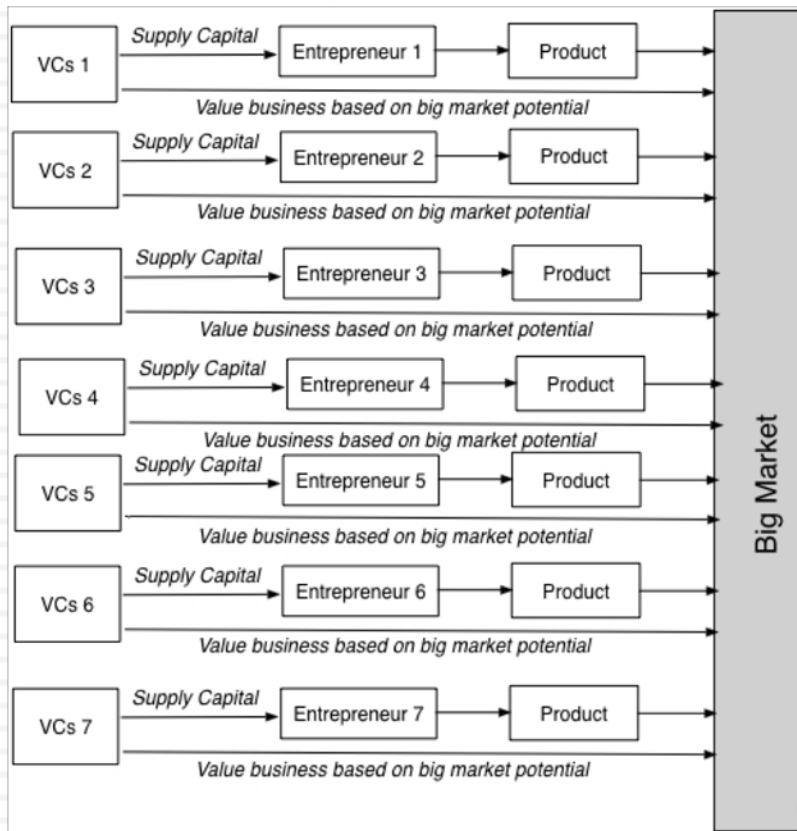 Supply Capital
VCs 1
Entrepreneur 1
Product
Value business based on big market potential
Supply Capital
VCs 2
Entrepreneur 2
Product
Value business based on big market potential
Supply Capital
VCs 3
Entrepreneur 3
Product
Value business based on big market potential
Supply Capital
VCs 4
Entrepreneur 4
Product
Value business based on big market potential
Supply Capital
VCs 5
Entrepreneur 5
Product
Value business based on big market potential
Supply Capital
VCs 6
Entrepreneur 6
Product
Value business based on big market potential
Supply Capital
VCs 7
Entrepreneur 7
Product
Value business based on big market potential
Big Market